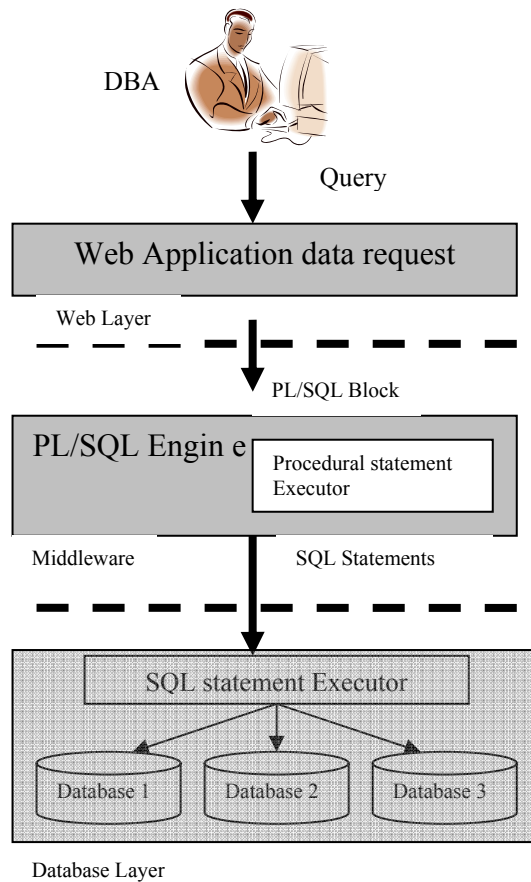 DBA
Query
Web Application data request
Web Layer
PL/SQL Block
PL/SQL Engin e
Procedural statement
Executor
Middleware
SQL Statements
SQL statement Executor
Database 1
Database 2
Database 3
Database Layer